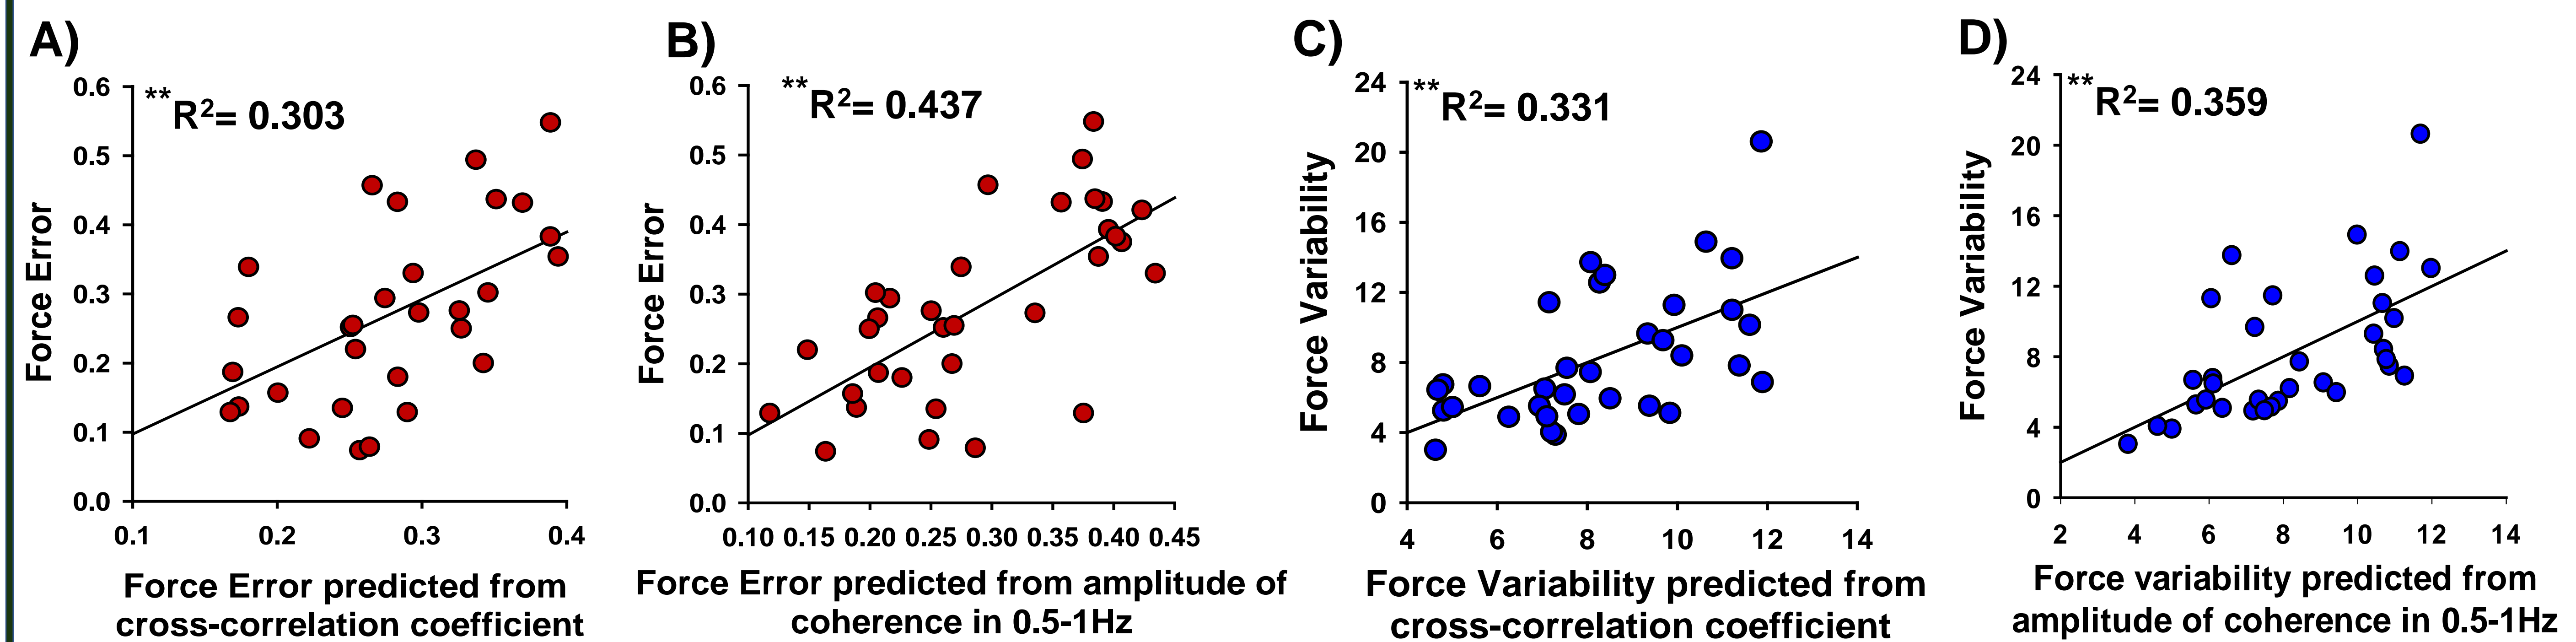 A)
**R²= 0.303
Force Error
0.6
0.5
0.4
0.3
0.2
0.1
0.0
0.1 0.2 0.3 0.4
Force Error predicted from
cross-correlation coefficient
B)
**R²= 0.437
Force Error
0.6
0.5
0.4
0.3
0.2
0.1
0.0
0.10 0.15 0.20 0.25 0.30 0.35 0.40 0.45
Force Error predicted from amplitude of
coherence in 0.5-1Hz
C)
**R²= 0.331
Force Variability
24
20
16
12
8
4
0
4 6 8 10 12 14
Force Variability predicted from
cross-correlation coefficient
D)
**R²= 0.359
Force Variability
24
20
16
12
8
4
0
2 4 6 8 10 12 14
Force variability predicted from
amplitude of coherence in 0.5-1Hz